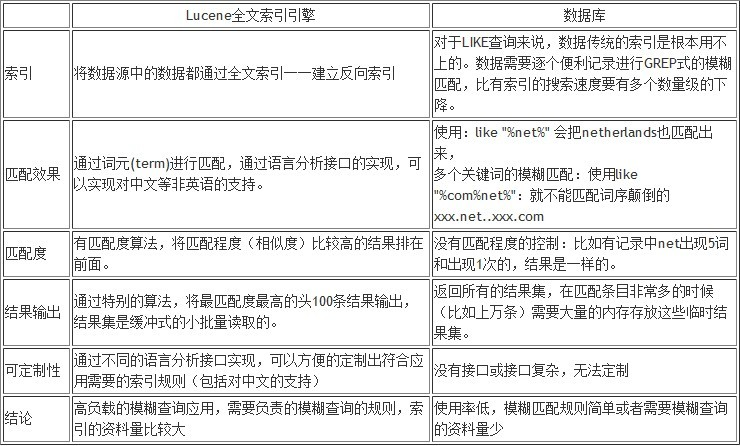 Lucene全文索引引擎
数据库
索引
将数据源中的数据都通过全文索引一一建立反向索引
对于LIKE查询来说，数据传统的索引是根本用不
上的。数据需要逐个便利记录进行GREP式的模糊
匹配，比有索引的搜索速度要有多个数量级的下
降。
匹配效果
通过词元(term)进行匹配，通过语言分析接口的实现，可
以实现对中文等非英语的支持。
使用：like "%net%" 会把netherlands也匹配出
来，
多个关键词的模糊匹配：使用like
"%com%net%"：就不能匹配词序颠倒的
xxx.net..xxx.com
匹配度
有匹配度算法，将匹配程度（相似度）比较高的结果排在
前面。
没有匹配程度的控制：比如有记录中net出现5词
和出现1次的，结果是一样的。
结果输出
通过特别的算法，将最匹配度最高的头100条结果输出，
结果集是缓冲式的小批量读取的。
返回所有的结果集，在匹配条目非常多的时候
（比如上万条）需要大量的内存存放这些临时结
果集。
可定制性
通过不同的语言分析接口实现，可以方便的定制出符合应
用需要的索引规则（包括对中文的支持）
没有接口或接口复杂，无法定制
结论
高负载的模糊查询应用，需要负责的模糊查询的规则，索
引的资料量比较大
使用率低，模糊匹配规则简单或者需要模糊查询
的资料量少